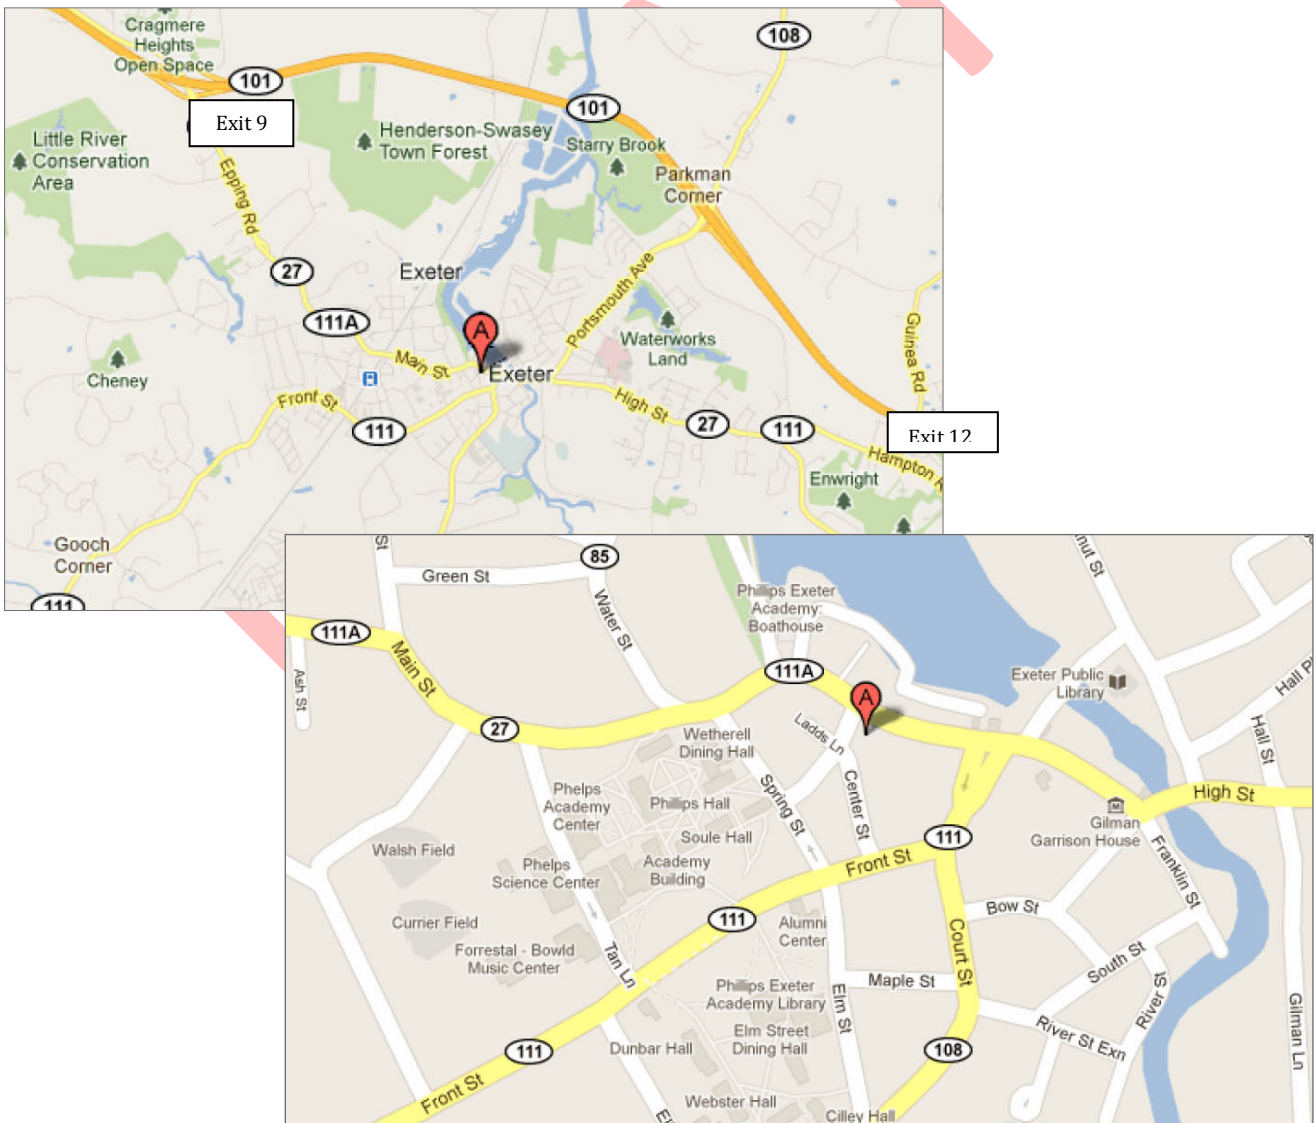 Cragmere
Heights
Open Space
101
108
101
Exit 9
Little River
Conservation
Area
Henderson-Swasey
Town Forest
Starry Brook
Parkman
Corner
Epping Rd
27
Exeter
Portsmouth Ave
111A
A
Waterworks
Land
Guinea Rd
Cheney
Main St
Exeter
Front St
High St
111
27
111
Exit 12
Hampton
Enwright
Gooch
Corner
111
St
85
Green St
Water St
Phillips Exeter
Academy:
Boathouse
111A
Main St
111A
Exeter Public
Library
Ash St
A
Hall
Hall St
27
Wetherell
Dining Hall
Ladds Ln
Center St
Spring St
Phelps
Academy
Center
Phillips Hall
High St
Soule Hall
Gilman
Garrison House
111
Walsh Field
Front St
Academy
Building
Phelps
Science Center
Franklin St
Bow St
Currier Field
111
Alumni
Center
Court St
Forrestal - Bowld
Music Center
Tan Ln
South St
Maple St
Phillips Exeter
Academy Library
Elm St
River St
River St Exn
Elm Street
Dining Hall
Gilman Ln
111
Dunbar Hall
108
Front St
Webster Hall
Cilley Hall